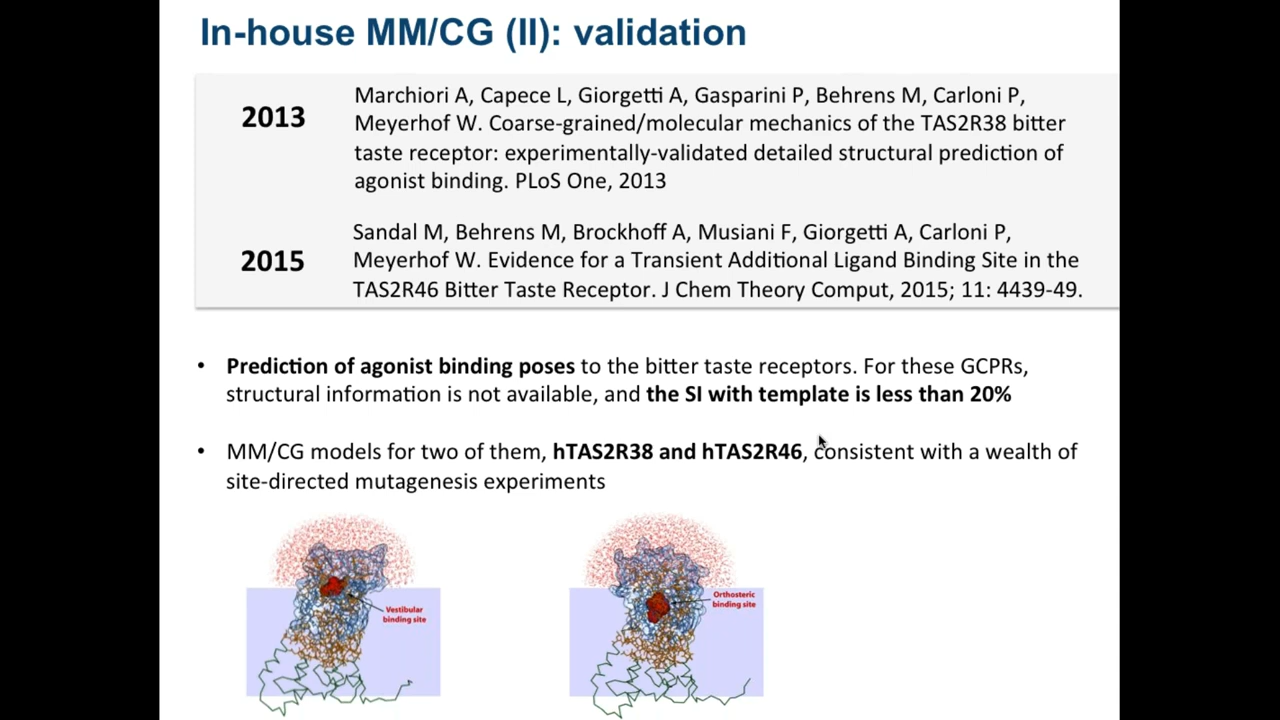 In-house MM/CG (II): validation
2013
Marchiori A, Capece L, Giorgetti A, Gasparini P, Behrens M, Carloni P,
Meyerhof W. Coarse-grained/molecular mechanics of the TAS2R38 bitter
taste receptor: experimentally-validated detailed structural prediction of
agonist binding. PLoS One, 2013
2015
Sandal M, Behrens M, Brockhoff A, Musiani F, Giorgetti A, Carloni P,
Meyerhof W. Evidence for a Transient Additional Ligand Binding Site in the
TAS2R46 Bitter Taste Receptor. J Chem Theory Comput, 2015; 11: 4439-49.
• Prediction of agonist binding poses to the bitter taste receptors. For these GCPRs,
structural information is not available, and the SI with template is less than 20%
• MM/CG models for two of them, hTAS2R38 and hTAS2R46, consistent with a wealth of
site-directed mutagenesis experiments
Vestibular
binding site
Orthosteric
binding site